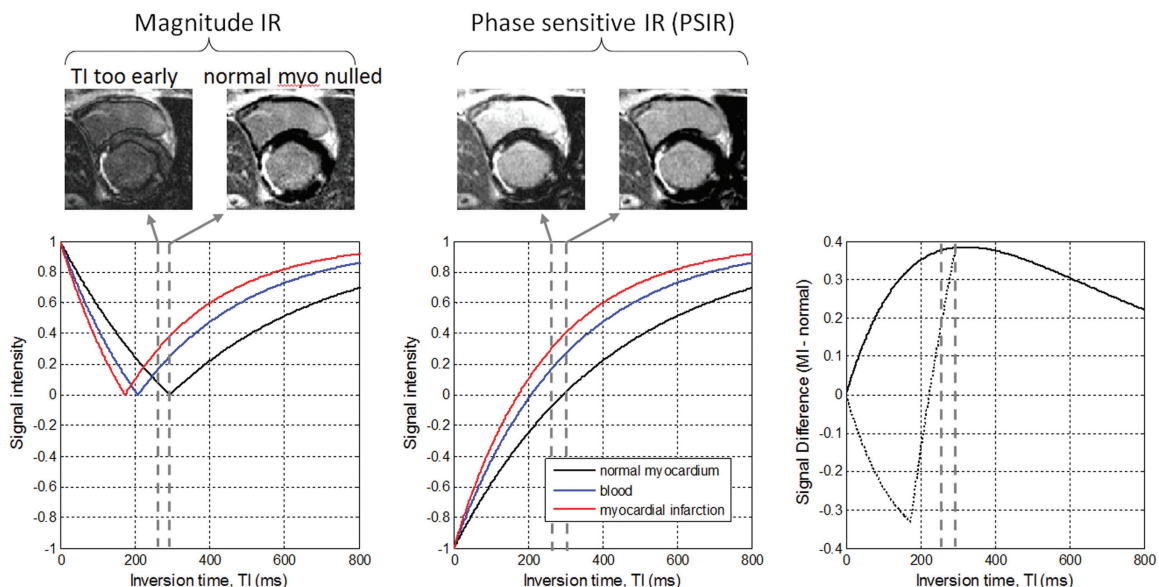 Magnitude IR
Phase sensitive IR (PSIR)
TI too early
normal myo nulled
1
0.8
0.6
0.4
0.2
0
-0.2
-0.4
-0.6
-0.8
-1
Signal intensity
0 200 400 600 800
Inversion time, TI (ms)
1
0.8
0.6
0.4
0.2
0
-0.2
-0.4
-0.6
-0.8
-1
Signal intensity
normal myocardium
blood
myocardial infarction
0 200 400 600 800
Inversion time, TI (ms)
0.4
0.3
0.2
0.1
0
-0.1
-0.2
-0.3
-0.4
Signal Difference (MI - normal)
0 200 400 600 800
Inversion time, TI (ms)